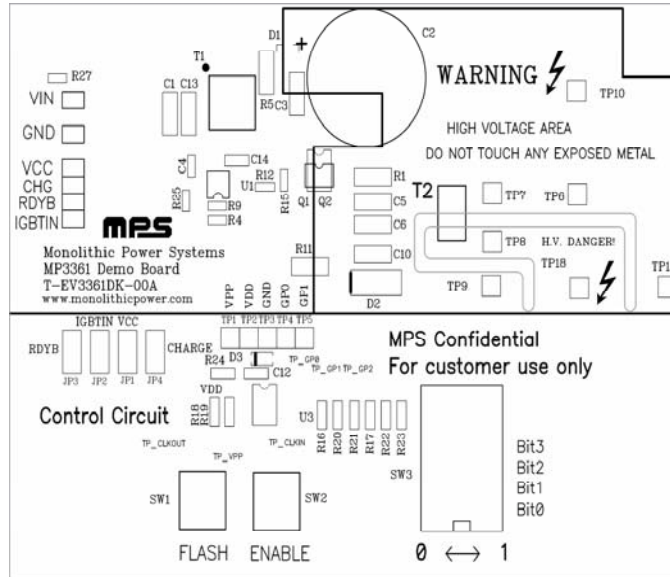 R27
VIN
GND
VCC
CHG
RDYB
IGBTIN
T1
C1 C13
D1
+
R5
C3
C2
WARNING
TP10
HIGH VOLTAGE AREA
DO NOT TOUCH ANY EXPOSED METAL
C4
C14
R12
U1
R25
R9
R4
R15
Q1 Q2
R1
C5
C6
C10
D2
T2
TP7
TP6
TP8
H.V. DANGER!
TP18
TP9
TP1
R11
MPS
Monolithic Power Systems
MP3361 Demo Board
T-EV3361DK-00A
www.monolithicpower.com
VPP
VDD
GND
GP0
GP1
TP1 TP2 TP3 TP4 TP5
IGBTIN VCC
RDYB
CHARGE
JP3 JP2 JP1 JP4
R24
D3
TP_GP0
TP_GP1 TP_GP2
C12
VDD
R18
R19
MPS Confidential
For customer use only
Control Circuit
TP_CLKOUT
TP_VPP
TP_CLKIN
U3
R16
R20
R21
R17
R22
R23
SW3
Bit3
Bit2
Bit1
Bit0
SW1
SW2
FLASH ENABLE
0 ↔ 1